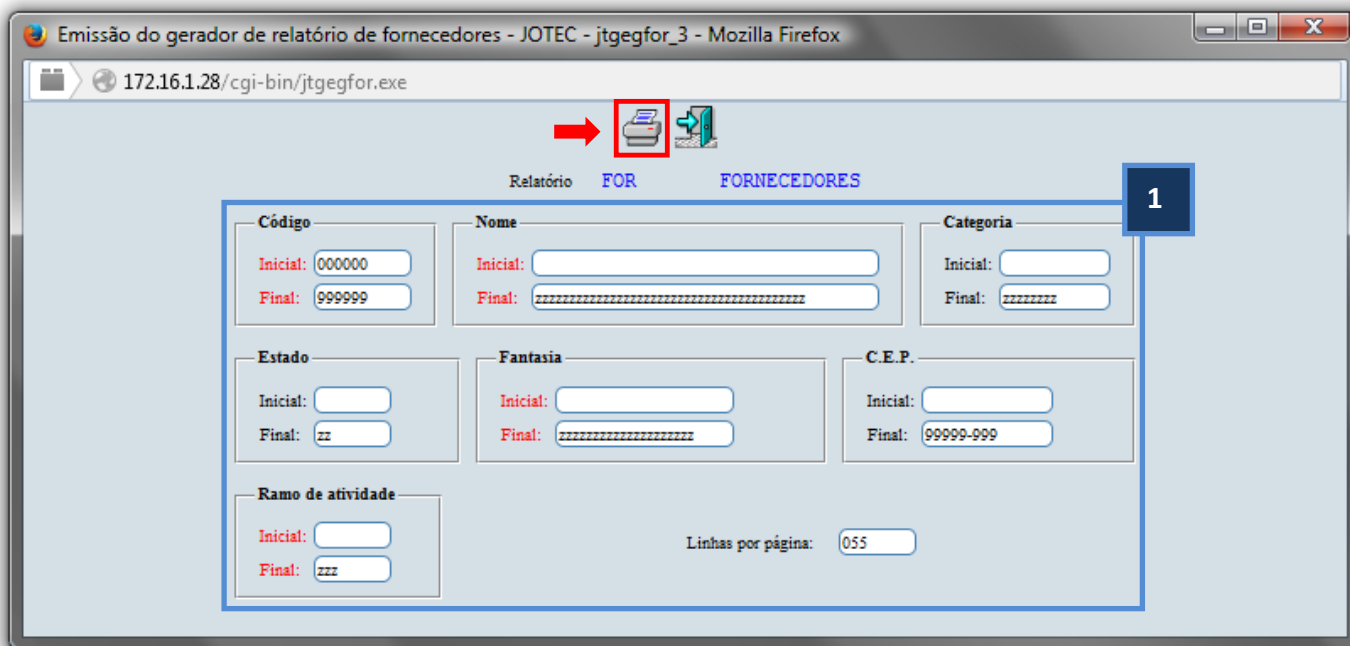 Emissão do gerador de relatório de fornecedores - JOTEC - jtgegfor_3 - Mozilla Firefox
172.16.1.28/cgi-bin/jtgegfor.exe
Relatório FOR FORNECEDORES
1
Código Nome Categoria
Inicial: 000000 Inicial: Inicial:
Final: 999999 Final: zzzzzzzzzzzzzzzzzzzzzzzzzzzzzzzzzzzzzzzz Final: zzzzzzzz
Estado Fantasia C.E.P.
Inicial: Inicial: Inicial:
Final: zz Final: zzzzzzzzzzzzzzzzzzzz Final: 99999-999
Ramo de atividade
Inicial:
Linhas por página: 055
Final: zzz